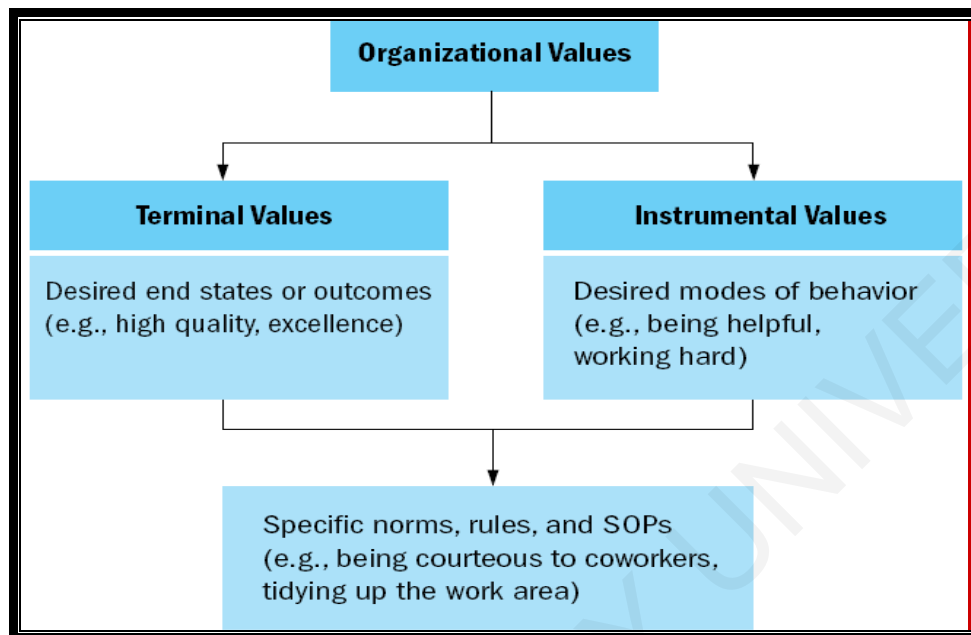 Organizational Values
Terminal Values
Desired end states or outcomes
(e.g., high quality, excellence)
Instrumental Values
Desired modes of behavior
(e.g., being helpful,
working hard)
Specific norms, rules, and SOPs
(e.g., being courteous to coworkers,
tidying up the work area)